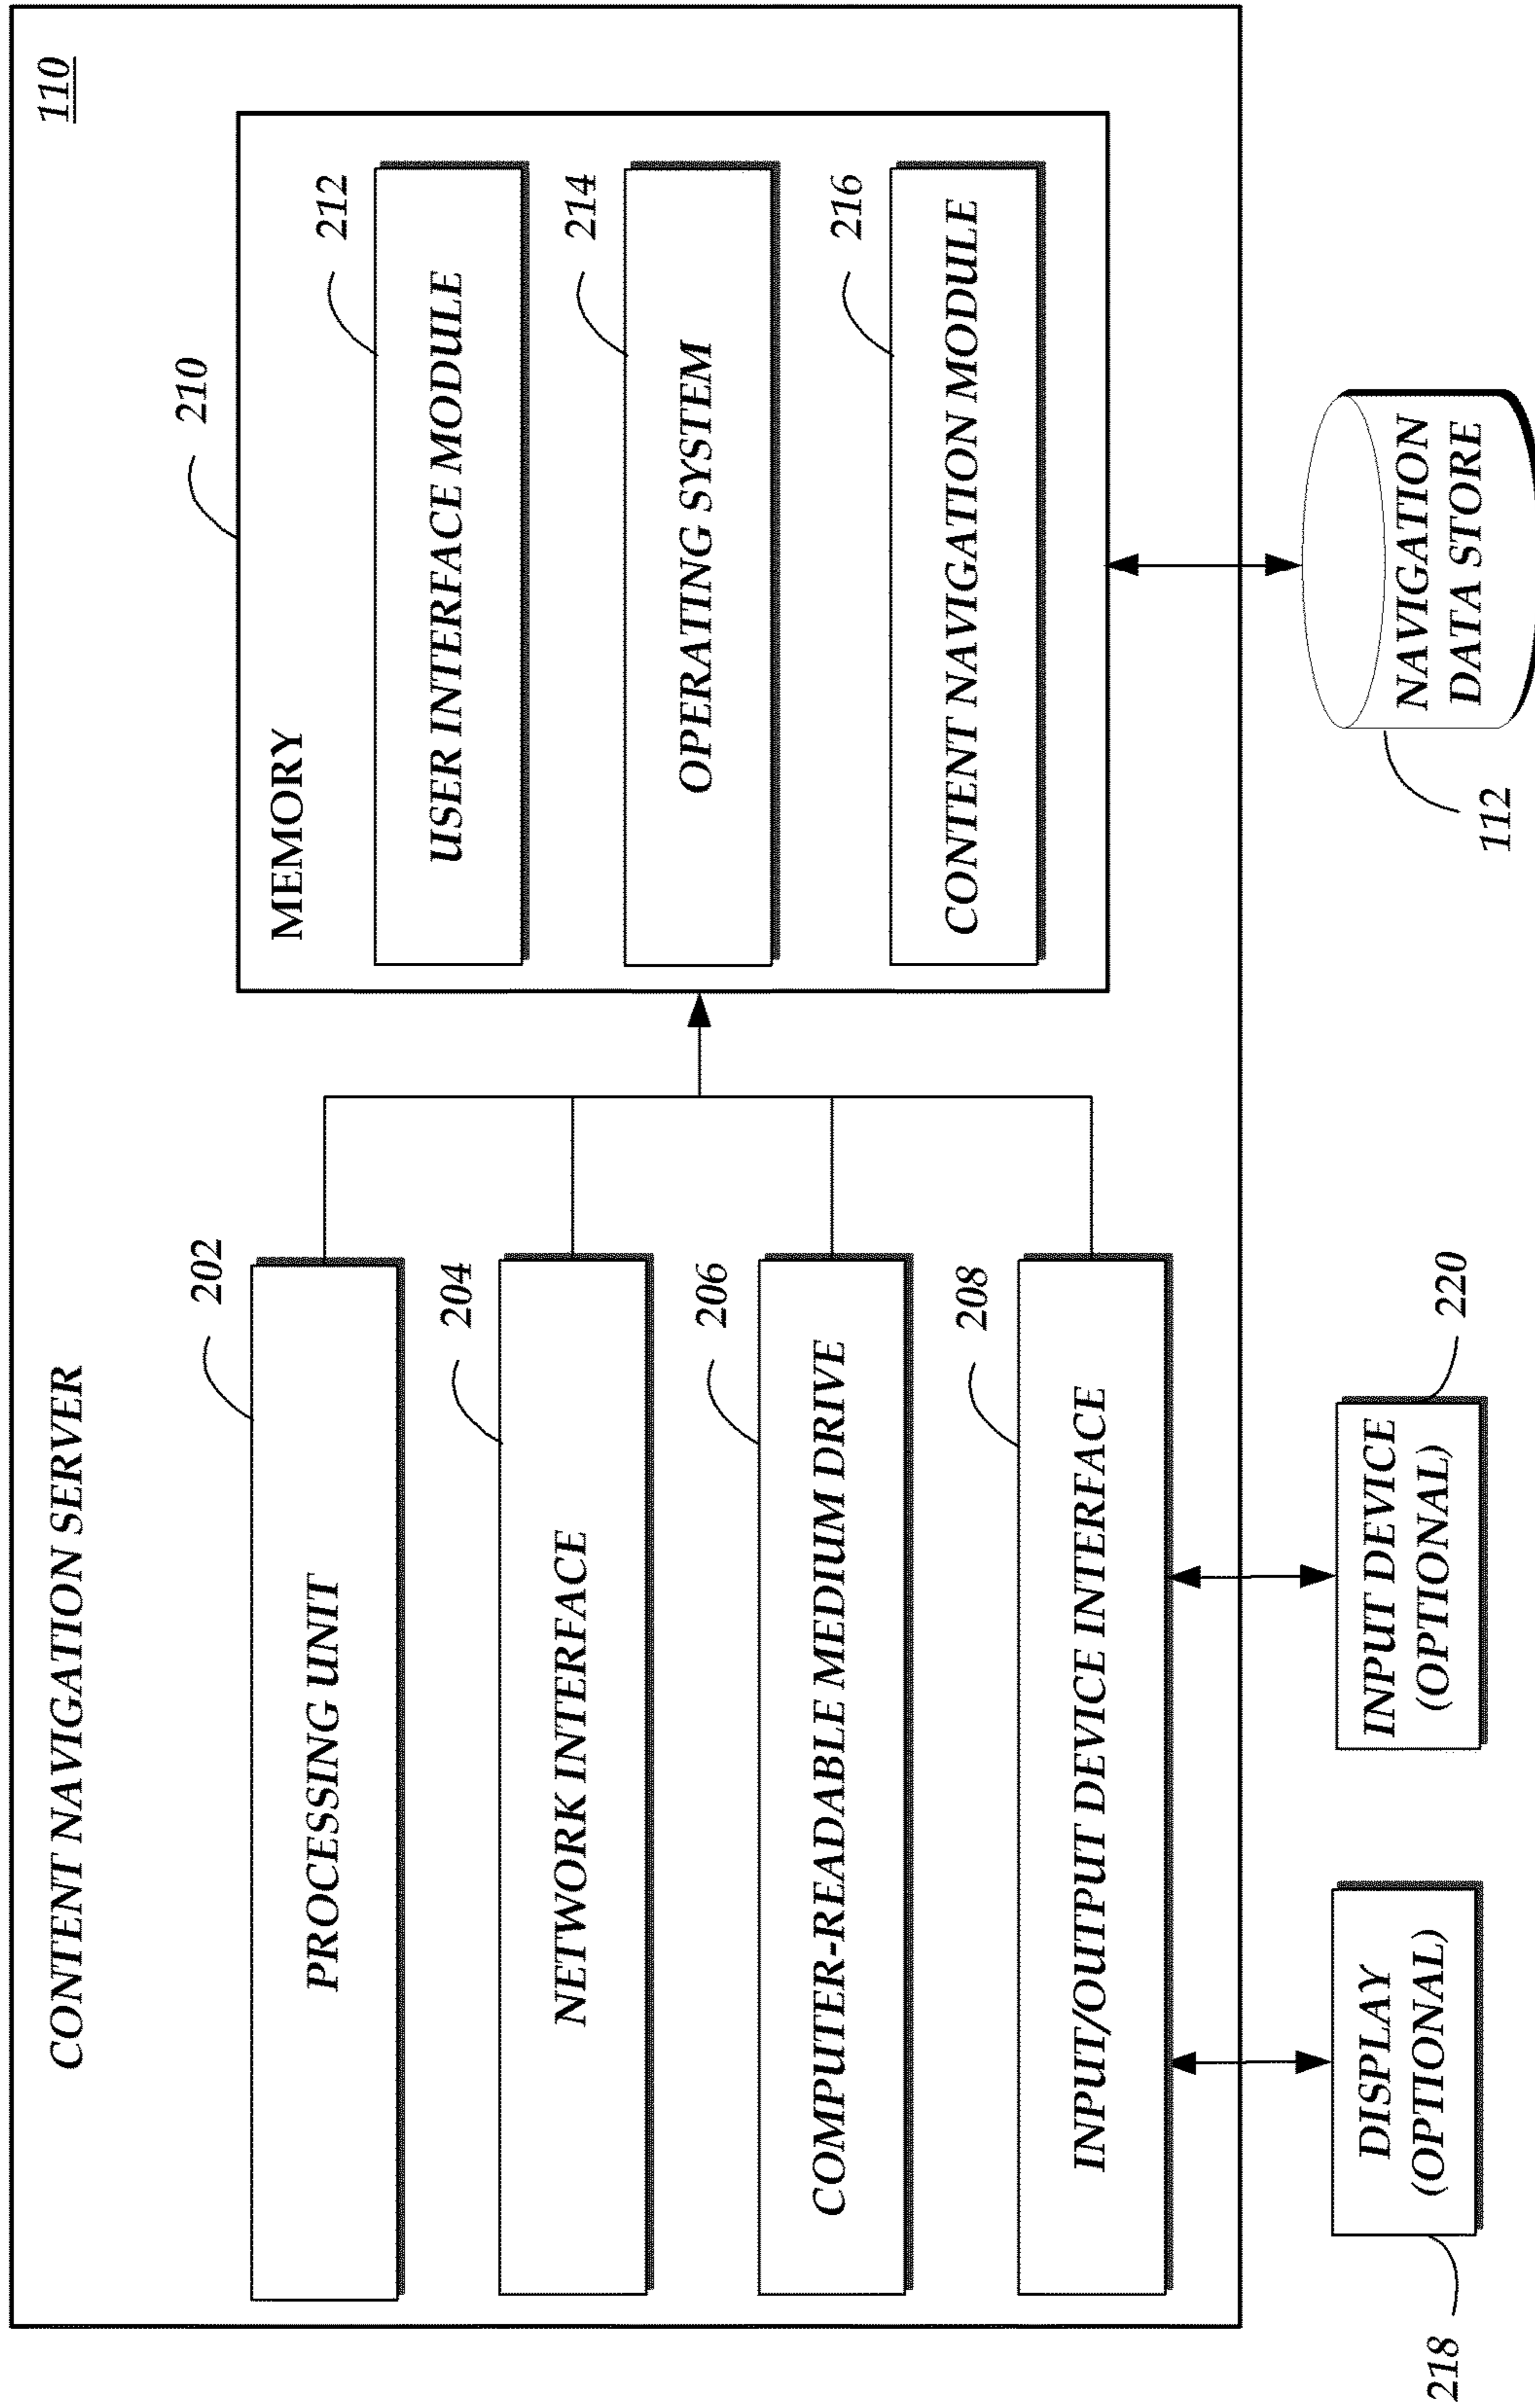 CONTENT NAVIGATION SERVER
110
202
PROCESSING UNIT
204
NETWORK INTERFACE
206
COMPUTER-READABLE MEDIUM DRIVE
208
INPUT/OUTPUT DEVICE INTERFACE
210
MEMORY
212
USER INTERFACE MODULE
214
OPERATING SYSTEM
216
CONTENT NAVIGATION MODULE
218
DISPLAY
(OPTIONAL)
INPUT DEVICE
(OPTIONAL)
220
112
NAVIGATION
DATA STORE